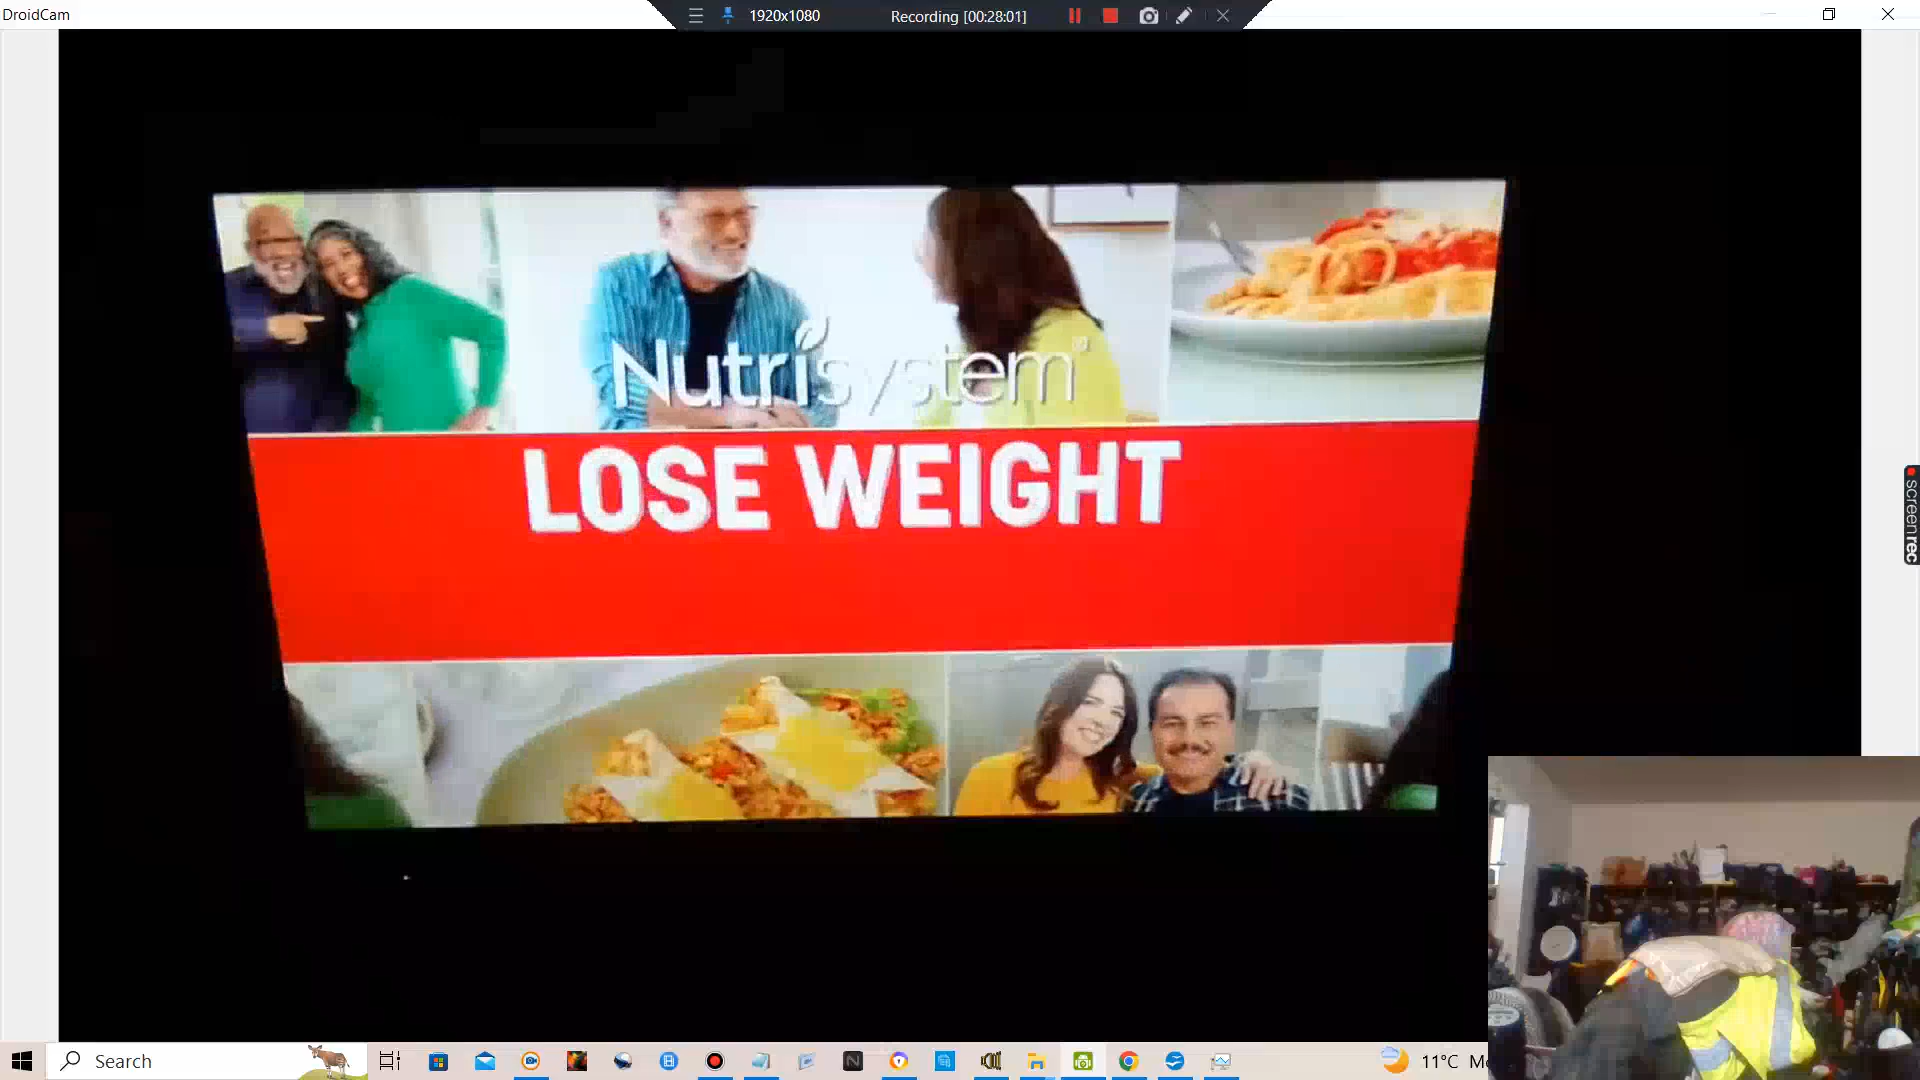 DroidCam
1920x1080
Recording [00:28:01]
Nutrisystem®
LOSE WEIGHT
screenrec
Search
11°C